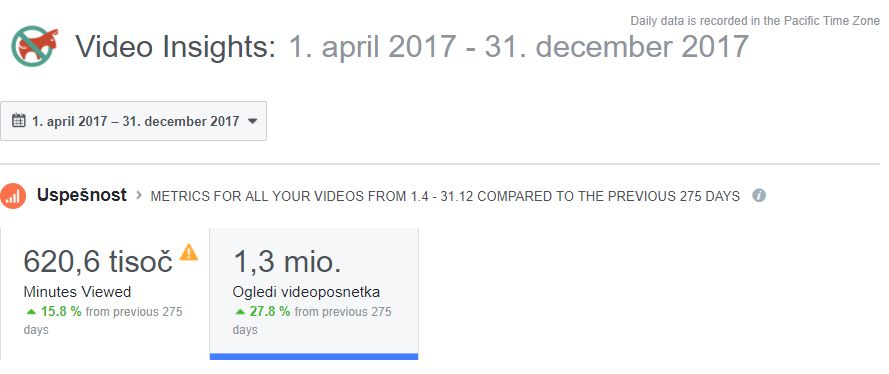 Daily data is recorded in the Pacific Time Zone
Video Insights: 1. april 2017 - 31. december 2017
1. april 2017 – 31. december 2017
Uspešnost › METRICS FOR ALL YOUR VIDEOS FROM 1.4 - 31.12 COMPARED TO THE PREVIOUS 275 DAYS
620,6 tisoč
Minutes Viewed
15.8 % from previous 275
days
1,3 mio.
Ogledi videoposnetka
27.8 % from previous 275
days